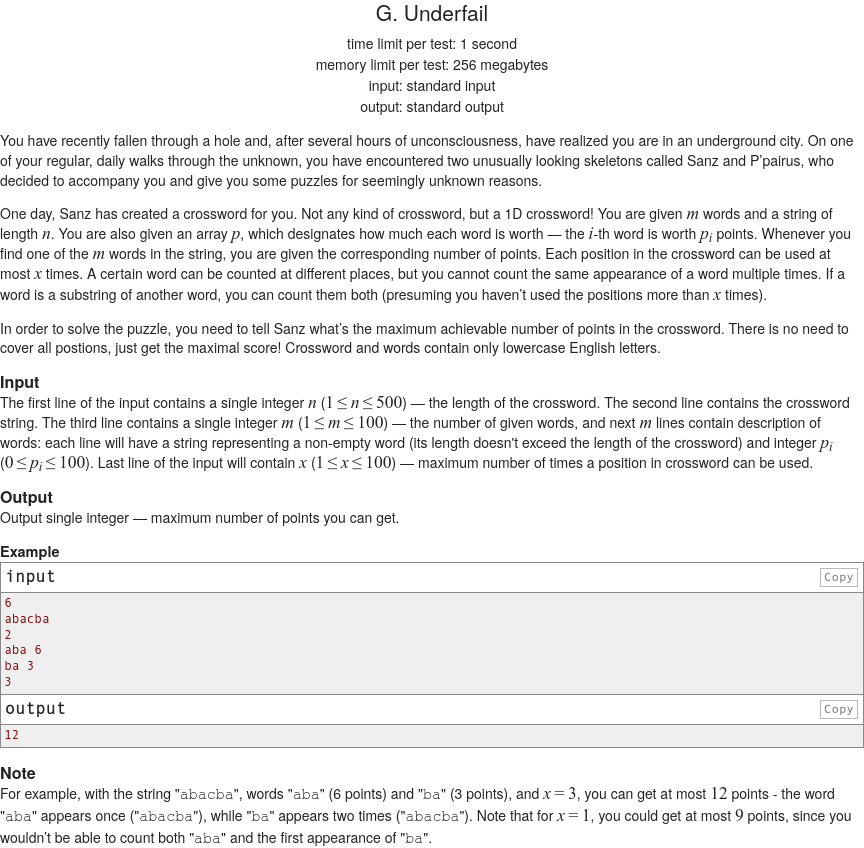 G. Underfail
time limit per test: 1 second
memory limit per test: 256 megabytes
input: standard input
output: standard output
You have recently fallen through a hole and, after several hours of unconsciousness, have realized you are in an underground city. On one
of your regular, daily walks through the unknown, you have encountered two unusually looking skeletons called Sanz and P'pairus, who
decided to accompany you and give you some puzzles for seemingly unknown reasons.
One day, Sanz has created a crossword for you. Not any kind of crossword, but a 1D crossword! You are given m words and a string of
length n. You are also given an array p, which designates how much each word is worth — the i-th word is worth pi points. Whenever you
find one of the m words in the string, you are given the corresponding number of points. Each position in the crossword can be used at
most x times. A certain word can be counted at different places, but you cannot count the same appearance of a word multiple times. If a
word is a substring of another word, you can count them both (presuming you haven't used the positions more than x times).
In order to solve the puzzle, you need to tell Sanz what's the maximum achievable number of points in the crossword. There is no need to
cover all postions, just get the maximal score! Crossword and words contain only lowercase English letters.
Input
The first line of the input contains a single integer n (1 ≤ n ≤ 500) — the length of the crossword. The second line contains the crossword
string. The third line contains a single integer m (1 ≤ m ≤ 100) — the number of given words, and next m lines contain description of
words: each line will have a string representing a non-empty word (its length doesn't exceed the length of the crossword) and integer pi
(0 ≤ pi ≤ 100). Last line of the input will contain x (1 ≤ x ≤ 100) — maximum number of times a position in crossword can be used.
Output
Output single integer — maximum number of points you can get.
Example
input Copy
6
abacba
2
aba 6
ba 3
3
output Copy
12
Note
For example, with the string "abacba", words "aba" (6 points) and "ba" (3 points), and x = 3, you can get at most 12 points - the word
"aba" appears once ("abacba"), while "ba" appears two times ("abacba"). Note that for x = 1, you could get at most 9 points, since you
wouldn't be able to count both "aba" and the first appearance of "ba".